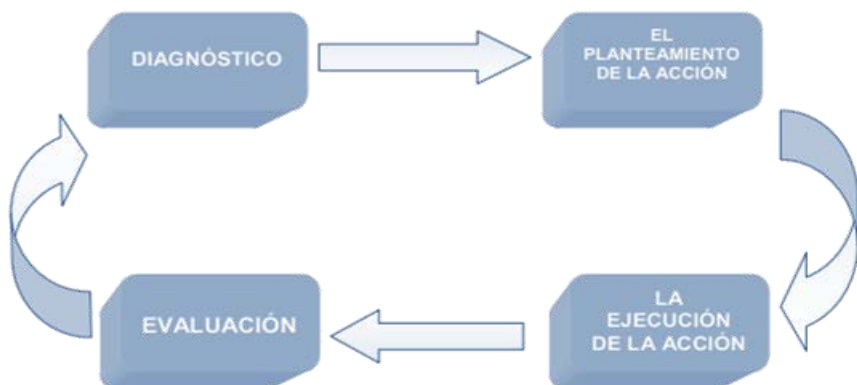 DIAGNÓSTICO
EL
PLANTEAMIENTO
DE LA ACCIÓN
LA
EJECUCIÓN
DE LA ACCIÓN
EVALUACIÓN